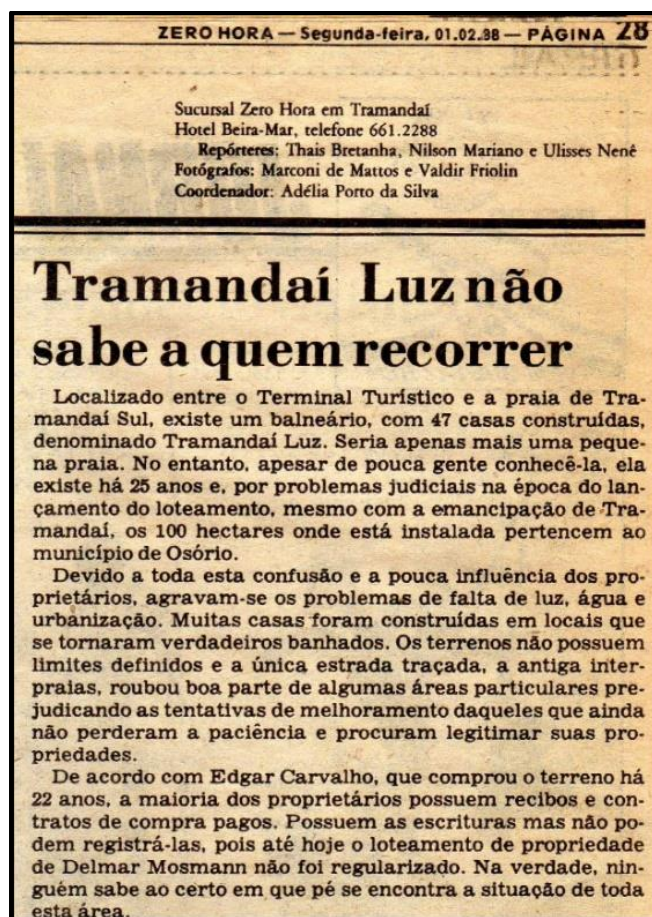 ZERO HORA — Segunda-feira, 01.02.88 — PÁGINA 28
Sucursal Zero Hora em Tramandaí
Hotel Beira-Mar, telefone 661.2288
Repórteres: Thais Bretanha, Nilson Mariano e Ulisses Nenê
Fotógrafos: Marconi de Mattos e Valdir Friolin
Coordenador: Adélia Porto da Silva
Tramandaí Luz não
sabe a quem recorrer
Localizado entre o Terminal Turístico e a praia de Tra-
mandaí Sul, existe um balneário, com 47 casas construídas,
denominado Tramandaí Luz. Seria apenas mais uma peque-
na praia. No entanto, apesar de pouca gente conhecê-la, ela
existe há 25 anos e, por problemas judiciais na época do lan-
çamento do loteamento, mesmo com a emancipação de Tra-
mandaí, os 100 hectares onde está instalada pertencem ao
município de Osório.
Devido a toda esta confusão e a pouca influência dos pro-
prietários, agravam-se os problemas de falta de luz, água e
urbanização. Muitas casas foram construídas em locais que
se tornaram verdadeiros banhados. Os terrenos não possuem
limites definidos e a única estrada traçada, a antiga inter-
praias, roubou boa parte de algumas áreas particulares pre-
judicando as tentativas de melhoramento daqueles que ainda
não perderam a paciência e procuram legitimar suas pro-
priedades.
De acordo com Edgar Carvalho, que comprou o terreno há
22 anos, a maioria dos proprietários possuem recibos e con-
tratos de compra pagos. Possuem as escrituras mas não po-
dem registrá-las, pois até hoje o loteamento de propriedade
de Delmar Mosmann não foi regularizado. Na verdade, nin-
guém sabe ao certo em que pé se encontra a situação de toda
esta área.